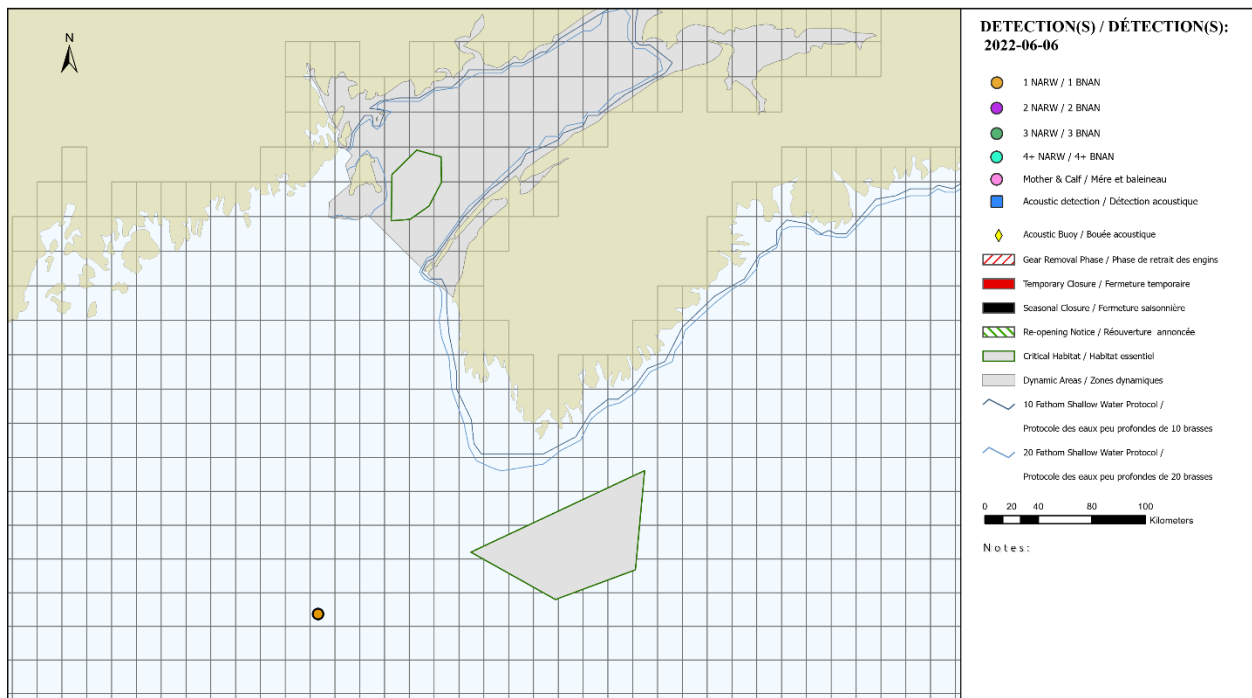 N
DETECTION(S) / DÉTECTION(S):
2022-06-06
1 NARW / 1 BNAN
2 NARW / 2 BNAN
3 NARW / 3 BNAN
4+ NARW / 4+ BNAN
Mother & Calf / Mére et baleineau
Acoustic detection / Détection acoustique
Acoustic Buoy / Bouée acoustique
Gear Removal Phase / Phase de retrait des engins
Temporary Closure / Fermeture temporaire
Seasonal Closure / Fermeture saisonnière
Re-opening Notice / Réouverture annoncée
Critical Habitat / Habitat essentiel
Dynamic Areas / Zones dynamiques
10 Fathom Shallow Water Protocol /
Protocole des eaux peu profondes de 10 brasses
20 Fathom Shallow Water Protocol /
Protocole des eaux peu profondes de 20 brasses
0 20 40 60 80 100
Kilometers
Notes: